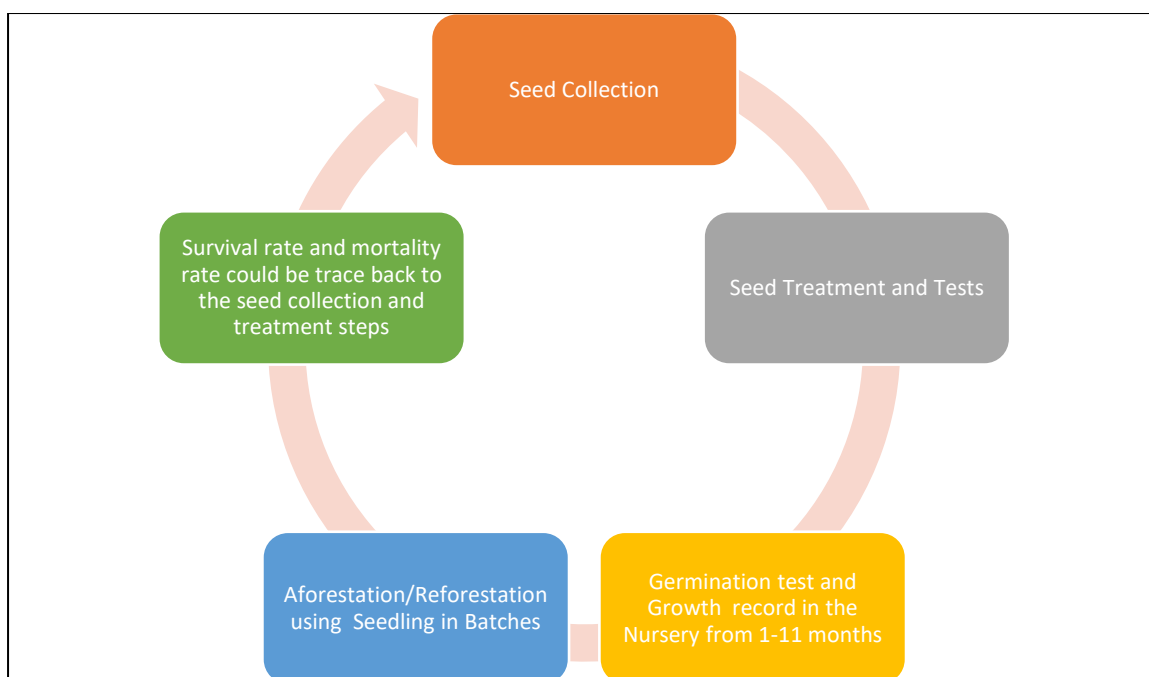 Seed Collection
Seed Treatment and Tests
Germination test and
Growth record in the
Nursery from 1-11 months
Aforestation/Reforestation
using Seedling in Batches
Survival rate and mortality
rate could be trace back to
the seed collection and
treatment steps